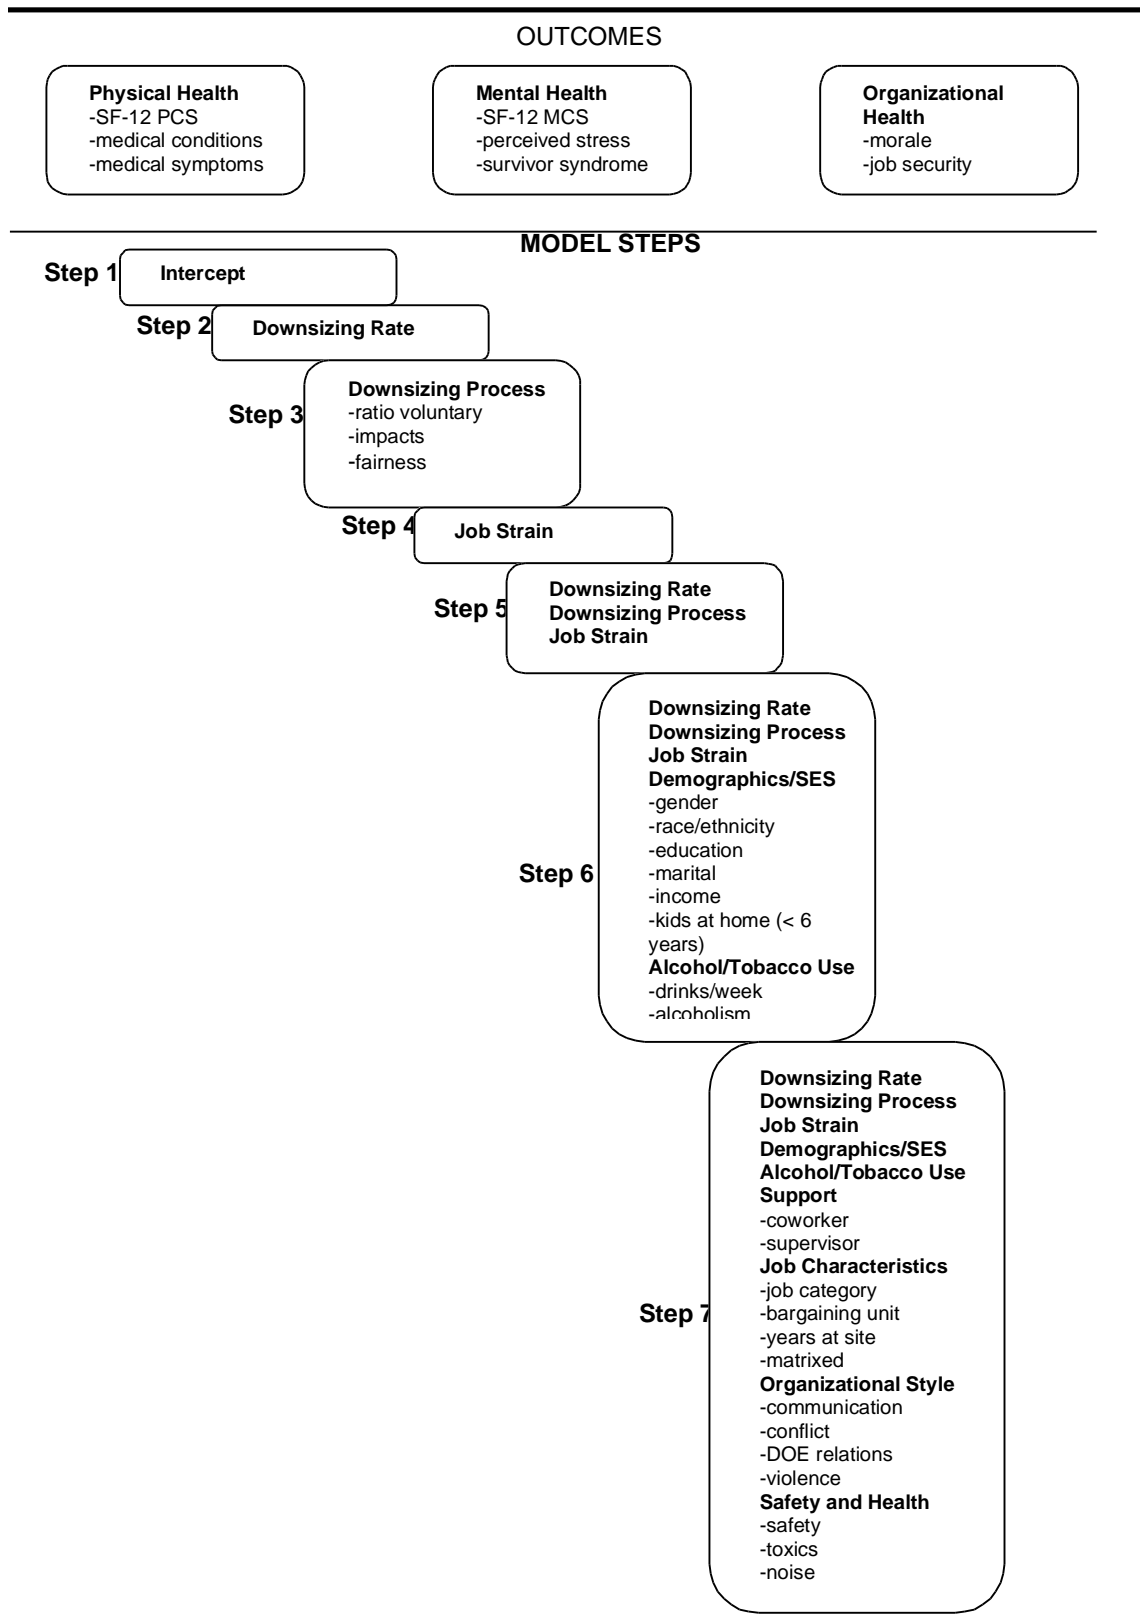 OUTCOMES
Physical Health
-SF-12 PCS
-medical conditions
-medical symptoms
Mental Health
-SF-12 MCS
-perceived stress
-survivor syndrome
Organizational
Health
-morale
-job security
MODEL STEPS
Step 1
Intercept
Step 2
Downsizing Rate
Step 3
Downsizing Process
-ratio voluntary
-impacts
-fairness
Step 4
Job Strain
Step 5
Downsizing Rate
Downsizing Process
Job Strain
Step 6
Downsizing Rate
Downsizing Process
Job Strain
Demographics/SES
-gender
-race/ethnicity
-education
-marital
-income
-kids at home (< 6
years)
Alcohol/Tobacco Use
-drinks/week
-alcoholism
Step 7
Downsizing Rate
Downsizing Process
Job Strain
Demographics/SES
Alcohol/Tobacco Use
Support
-coworker
-supervisor
Job Characteristics
-job category
-bargaining unit
-years at site
-matrixed
Organizational Style
-communication
-conflict
-DOE relations
-violence
Safety and Health
-safety
-toxics
-noise